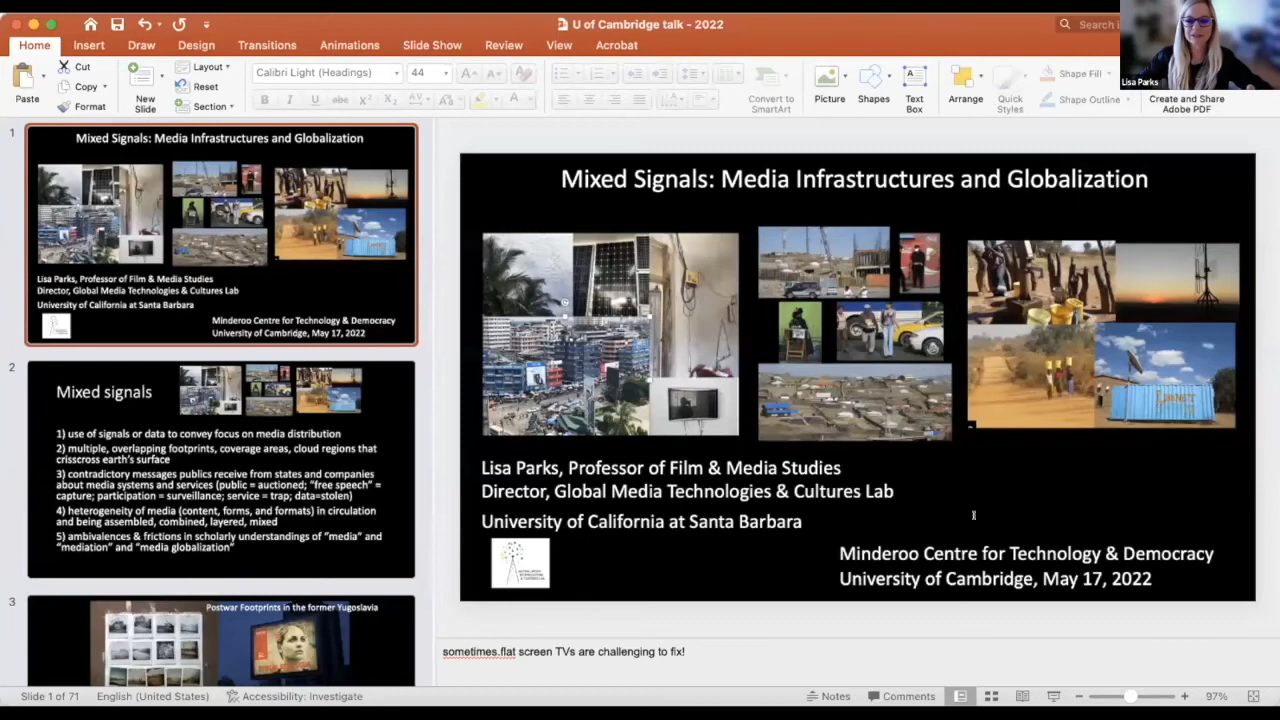 U of Cambridge talk - 2022
Search in
Home Insert Draw Design Transitions Animations Slide Show Review View Acrobat
Lisa Parks
Paste
Cut
Copy
Format
New
Slide
Layout
Reset
Section
Calibri Light (Headings) 44
Convert to
SmartArt
Picture
Shapes
Text
Box
Arrange
Quick
Styles
Shape Fill
Shape Outline
Create and Share
Adobe PDF
1
Mixed Signals: Media Infrastructures and Globalization
Lisa Parks, Professor of Film & Media Studies
Director, Global Media Technologies & Cultures Lab
University of California at Santa Barbara
Minderoo Centre for Technology & Democracy
University of Cambridge, May 17, 2022
2
Mixed signals
1) use of signals or data to convey focus on media distribution
2) multiple, overlapping footprints, coverage areas, cloud regions that
crisscross earth's surface
3) contradictory messages publics receive from states and companies
about media systems and services (public = auctioned; "free speech" =
capture; participation = surveillance; service = trap; data=stolen)
4) heterogeneity of media (content, forms, and formats) in circulation
and being assembled, combined, layered, mixed
5) ambivalences & frictions in scholarly understandings of "media" and
"mediation" and "media globalization"
3
Postwar Footprints in the former Yugoslavia
Mixed Signals: Media Infrastructures and Globalization
Lisa Parks, Professor of Film & Media Studies
Director, Global Media Technologies & Cultures Lab
University of California at Santa Barbara
Minderoo Centre for Technology & Democracy
University of Cambridge, May 17, 2022
sometimes.flat screen TVs are challenging to fix!
Slide 1 of 71 English (United States) Accessibility: Investigate Notes Comments 97%